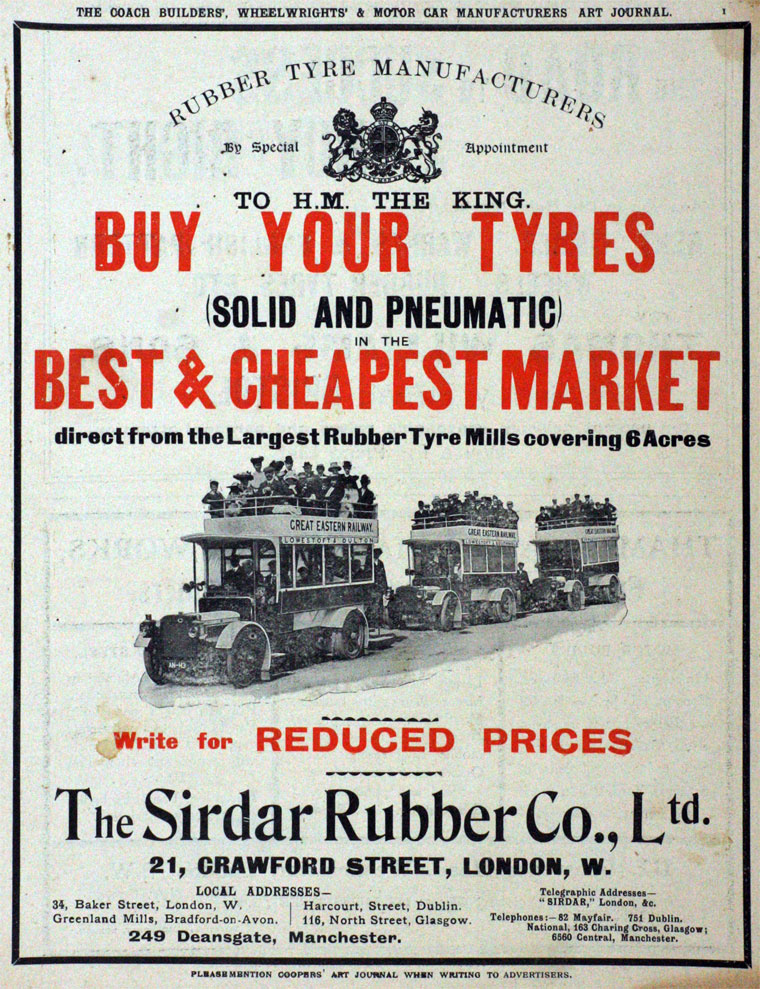 THE COACH BUILDERS', WHEELWRIGHTS' & MOTOR CAR MANUFACTURERS ART JOURNAL. 1
RUBBER TYRE MANUFACTURERS
By Special Appointment
TO H.M. THE KING.
BUY YOUR TYRES
(SOLID AND PNEUMATIC)
IN THE
BEST & CHEAPEST MARKET
direct from the Largest Rubber Tyre Mills covering 6 Acres
GREAT EASTERN RAILWAY.
LOWESTOFT & OULTON
GREAT EASTERN RAILWAY.
LOWESTOFT &
GREAT EASTERN RAILWAY
Write for REDUCED PRICES
The Sirdar Rubber Co., Ltd.
21, CRAWFORD STREET, LONDON, W.
LOCAL ADDRESSES—
34, Baker Street, London, W.
Greenland Mills, Bradford-on-Avon.
Harcourt, Street, Dublin.
116, North Street, Glasgow.
249 Deansgate, Manchester.
Telegraphic Addresses—
"SIRDAR," London, &c.
Telephones:—82 Mayfair. 751 Dublin.
National, 163 Charing Cross, Glasgow;
6560 Central, Manchester.
PLEASE MENTION COOPERS' ART JOURNAL WHEN WRITING TO ADVERTISERS.